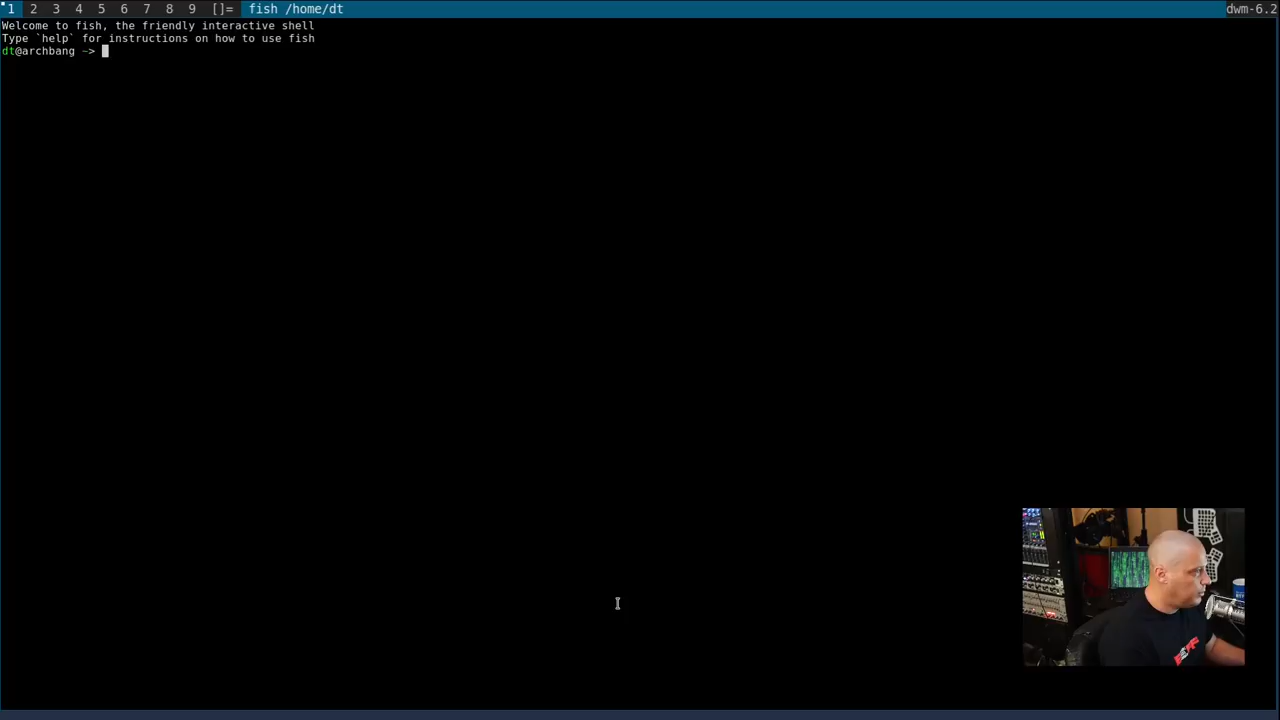 1 2 3 4 5 6 7 8 9 []= fish /home/dt dwm-6.2
Welcome to fish, the friendly interactive shell
Type `help` for instructions on how to use fish
dt@archbang ~>